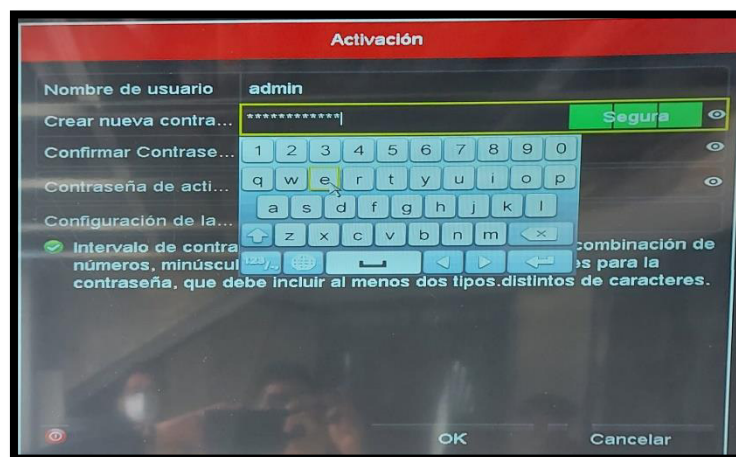 Activación
Nombre de usuario admin
Crear nueva contra... ************ Segura
Confirmar Contrase...
Contraseña de acti...
Configuración de la...
1 2 3 4 5 6 7 8 9 0
q w e r t y u i o p
a s d f g h j k l
z x c v b n m
123/.,
Intervalo de contra combinación de
números, minúscul es para la
contraseña, que debe incluir al menos dos tipos.distintos de caracteres.
OK Cancelar